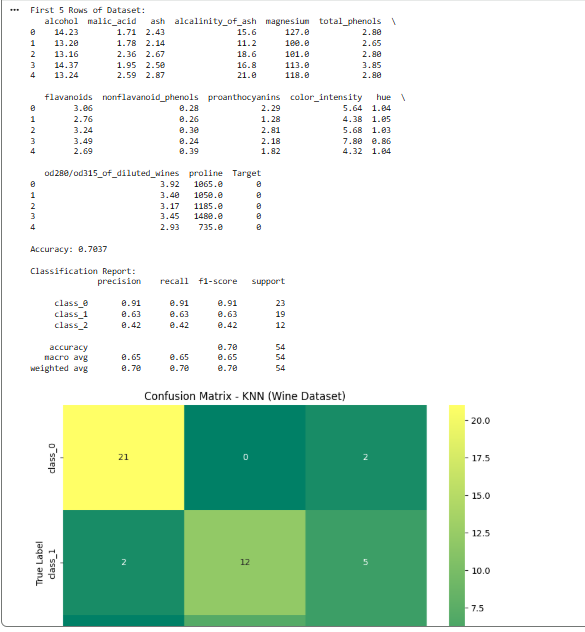 First 5 Rows of Dataset:
alcohol malic_acid ash alcalinity_of_ash magnesium total_phenols \
0 14.23 1.71 2.43 15.6 127.0 2.80
1 13.20 1.78 2.14 11.2 100.0 2.65
2 13.16 2.36 2.67 18.6 101.0 2.80
3 14.37 1.95 2.50 16.8 113.0 3.85
4 13.24 2.59 2.87 21.0 118.0 2.80
flavanoids nonflavanoid_phenols proanthocyanins color_intensity hue \
0 3.06 0.28 2.29 5.64 1.04
1 2.76 0.26 1.28 4.38 1.05
2 3.24 0.30 2.81 5.68 1.03
3 3.49 0.24 2.18 7.80 0.86
4 2.69 0.39 1.82 4.32 1.04
od280/od315_of_diluted_wines proline Target
0 3.92 1065.0 0
1 3.40 1050.0 0
2 3.17 1185.0 0
3 3.45 1480.0 0
4 2.93 735.0 0
Accuracy: 0.7037
Classification Report:
precision recall f1-score support
class_0 0.91 0.91 0.91 23
class_1 0.63 0.63 0.63 19
class_2 0.42 0.42 0.42 12
accuracy 0.70 54
macro avg 0.65 0.65 0.65 54
weighted avg 0.70 0.70 0.70 54
Confusion Matrix - KNN (Wine Dataset)
class_0
21 0 2
True Label
class_1
2 12 5
20.0
17.5
15.0
12.5
10.0
7.5